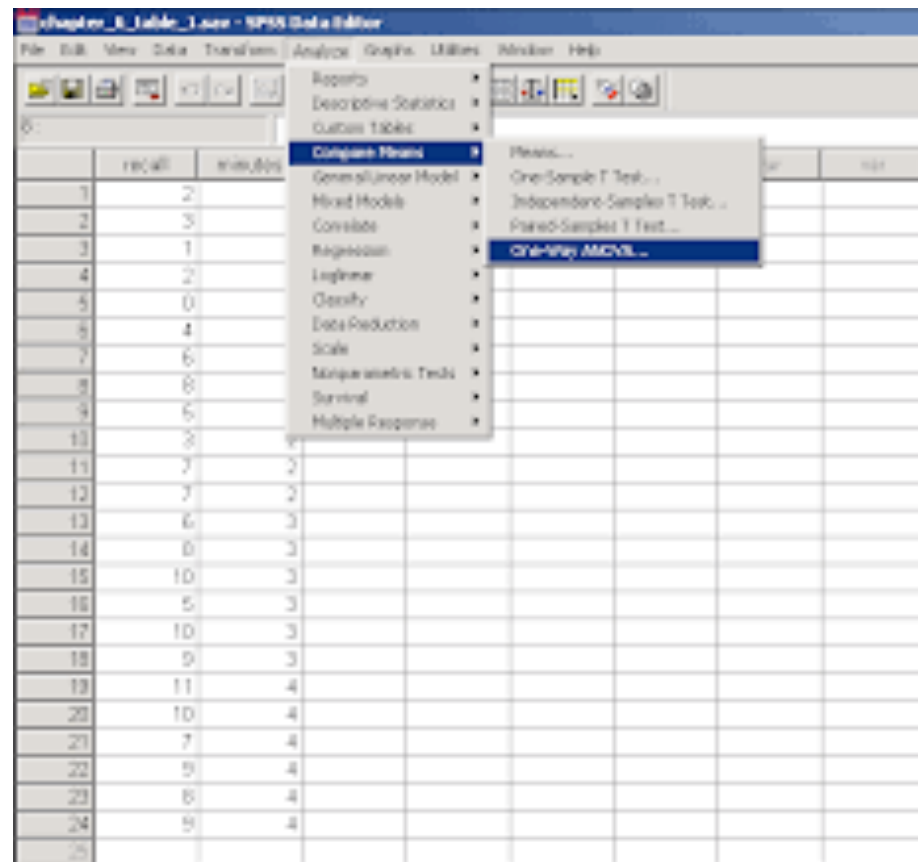 chapter_6_table_1.sav - SPSS Data Editor
File Edit View Data Transform Analyze Graphs Utilities Window Help
8:
recall minutes var
Reports
Descriptive Statistics
Custom Tables
Compare Means
General Linear Model
Mixed Models
Correlate
Regression
Loglinear
Classify
Data Reduction
Scale
Nonparametric Tests
Survival
Multiple Response
Means...
One-Sample T Test...
Independent-Samples T Test...
Paired-Samples T Test...
One-Way ANOVA...
1 2
2 3
3 1
4 2
5 0
6 4
7 6
8
9
10 3 2
11 7 2
12 7 2
13 6 3
14 3
15 10 3
16 5 3
17 10 3
18 9 3
19 11 4
20 10 4
21 7 4
22 9 4
23 8 4
24 9 4
25